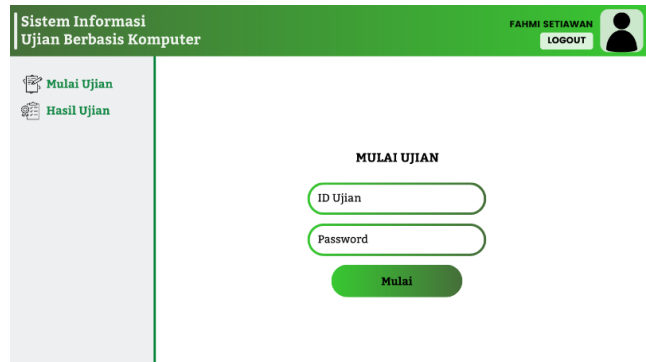 Sistem Informasi
Ujian Berbasis Komputer
FAHMI SETIAWAN
LOGOUT
Mulai Ujian
Hasil Ujian
MULAI UJIAN
ID Ujian
Password
Mulai